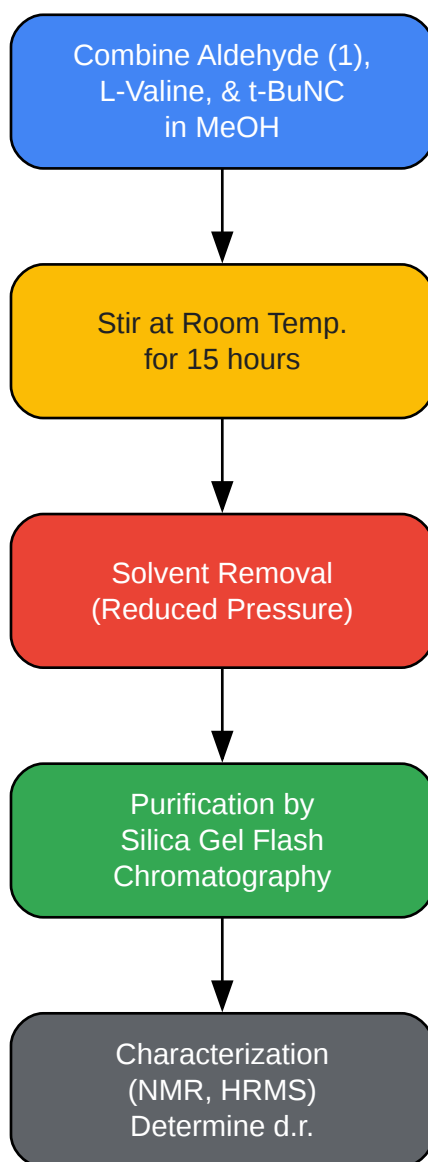 Combine Aldehyde (1),
L-Valine, & t-BuNC
in MeOH
Stir at Room Temp.
for 15 hours
Solvent Removal
(Reduced Pressure)
Purification by
Silica Gel Flash
Chromatography
Characterization
(NMR, HRMS)
Determine d.r.